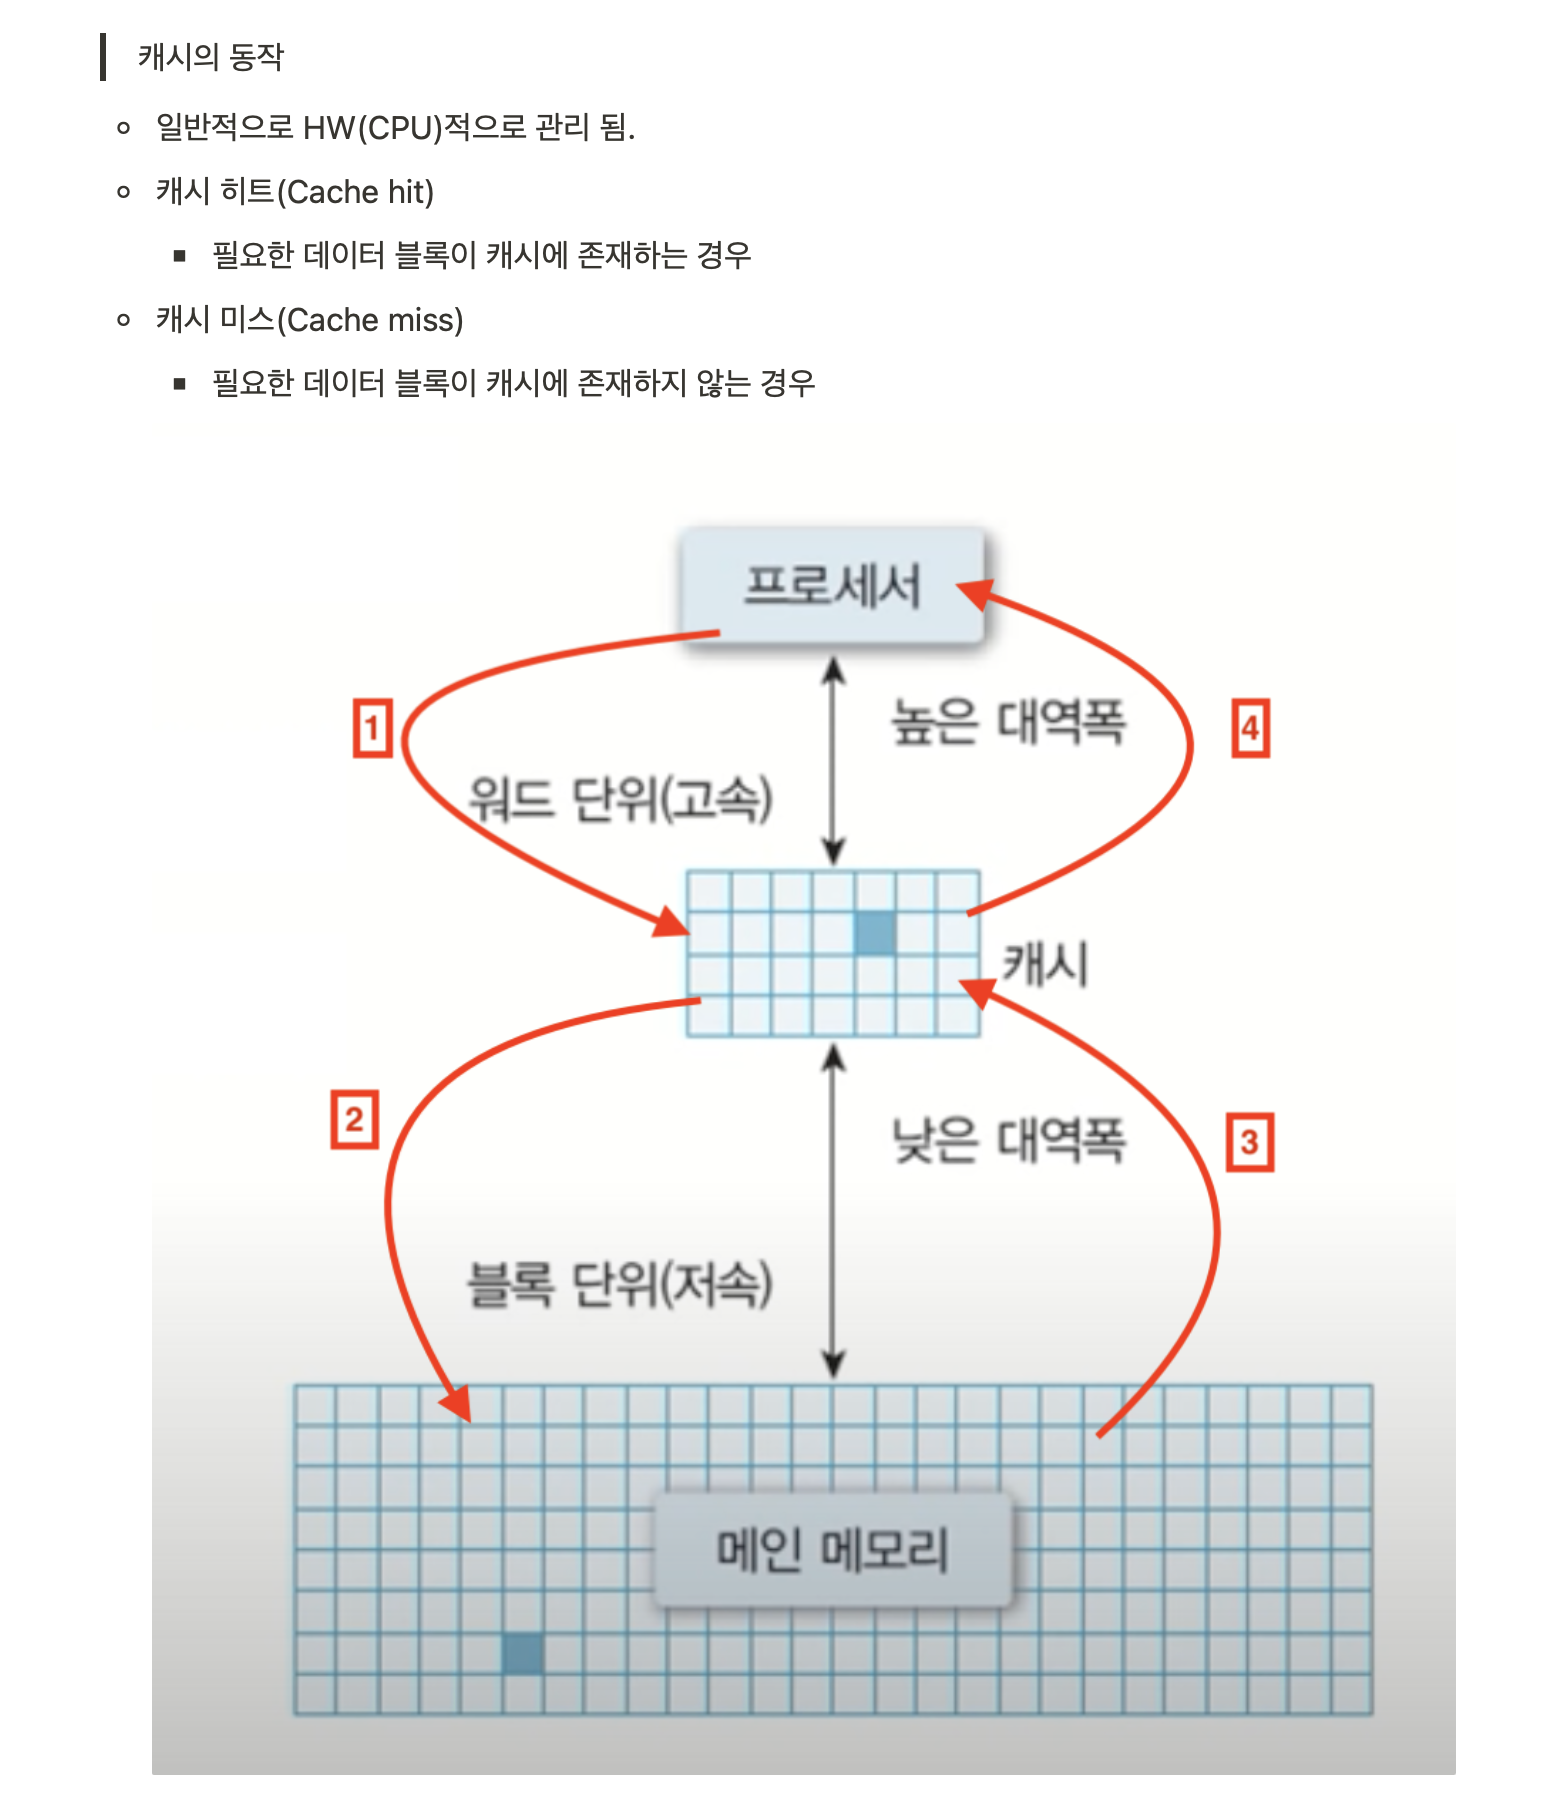 캐시의 동작
일반적으로 HW(CPU)적으로 관리 됨.
캐시 히트(Cache hit)
필요한 데이터 블록이 캐시에 존재하는 경우
캐시 미스(Cache miss)
필요한 데이터 블록이 캐시에 존재하지 않는 경우
프로세서
1
높은 대역폭
4
워드 단위(고속)
캐시
2
낮은 대역폭
3
블록 단위(저속)
메인 메모리